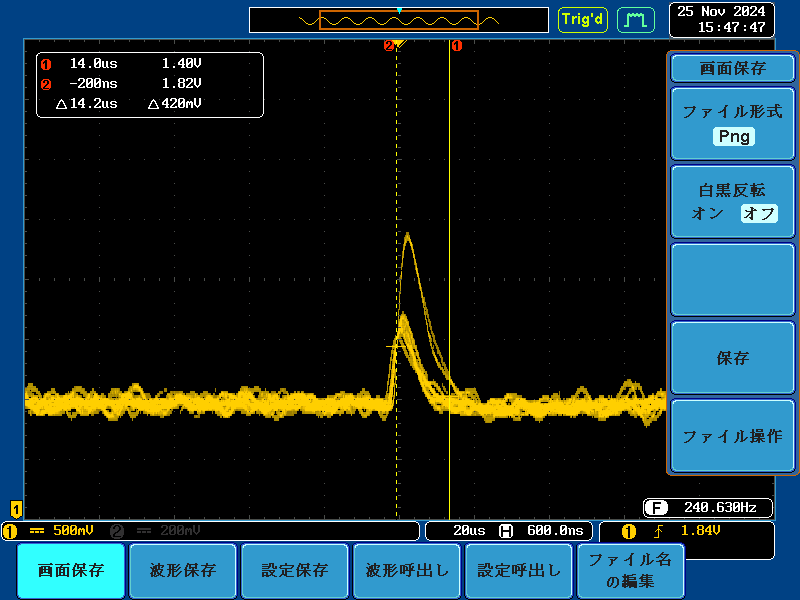 Trig'd
25 Nov 2024
15:47:47
2
1
1 14.0us 1.40V
2 -200ns 1.82V
△14.2us △420mV
画面保存
ファイル形式
Png
白黒反転
オン オフ
保存
ファイル操作
1
F 240.630Hz
1 500mV 2 200mV
20us H 600.0ns
1 1.84V
画面保存
波形保存
設定保存
波形呼出し
設定呼出し
ファイル名
の編集